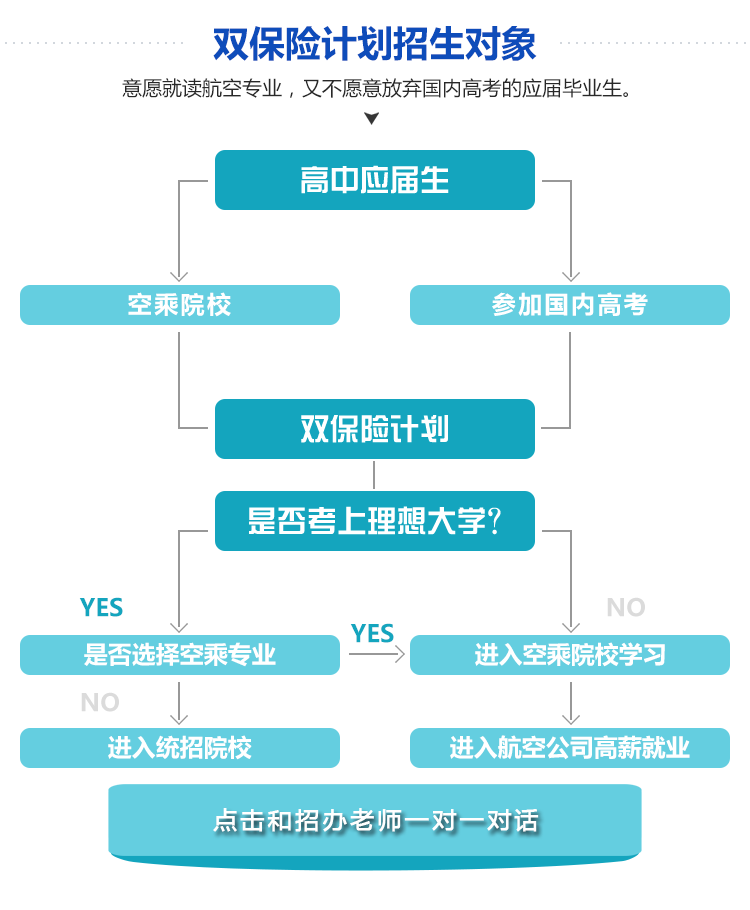 双保险计划招生对象
意愿就读航空专业，又不愿意放弃国内高考的应届毕业生。
高中应届生
空乘院校
参加国内高考
双保险计划
是否考上理想大学?
YES
NO
YES
是否选择空乘专业
进入空乘院校学习
NO
进入统招院校
进入航空公司高薪就业
点击和招办老师一对一对话